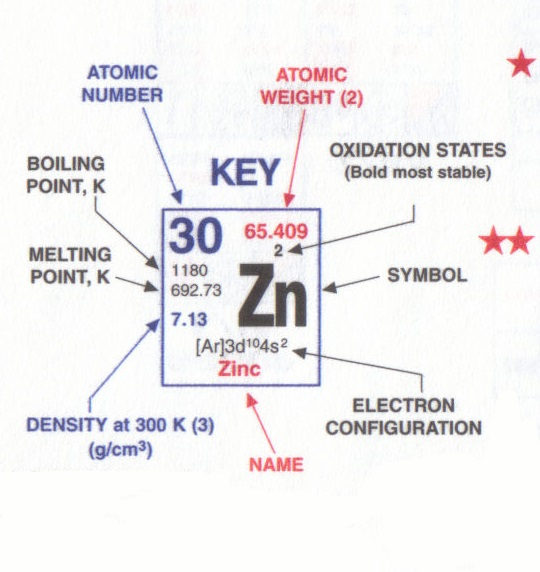 ATOMIC
NUMBER
ATOMIC
WEIGHT (2)
BOILING
POINT, K
KEY
OXIDATION STATES
(Bold most stable)
30
65.409
2
MELTING
POINT, K
1180
692.73
Zn
SYMBOL
7.13
[Ar]3d¹⁰4s²
Zinc
DENSITY at 300 K (3)
(g/cm³)
ELECTRON
CONFIGURATION
NAME